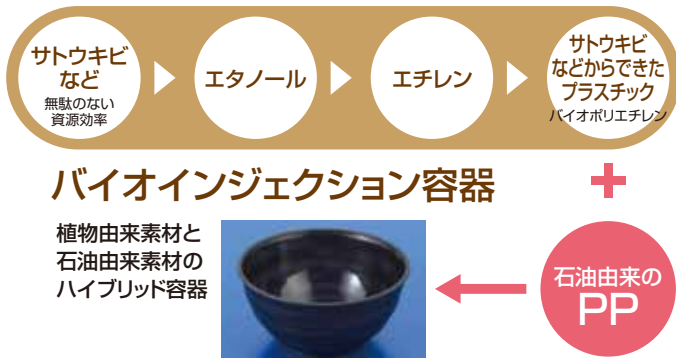 サトウキビ
など
無駄のない
資源効率
エタノール
エチレン
サトウキビ
などからできた
プラスチック
バイオポリエチレン
バイオインジェクション容器
植物由来素材と
石油由来素材の
ハイブリッド容器
石油由来の
PP